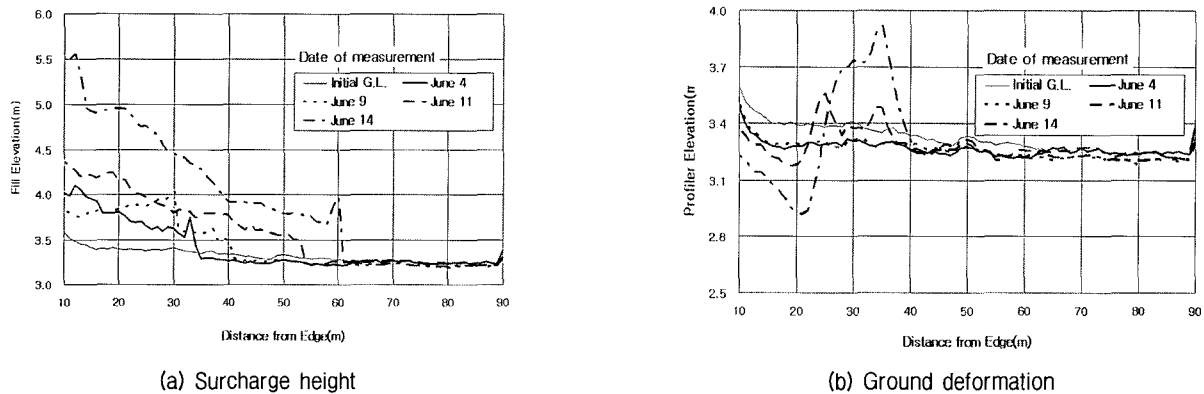 6.0
5.5
5.0
4.5
4.0
3.5
3.0
Fill Elevation(m)
Date of measurement
Initial G.L. June 4
June 9 June 11
June 14
10 20 30 40 50 60 70 80 90
Distance from Edge(m)
(a) Surcharge height
4.0
3.7
3.4
3.1
2.8
2.5
Profiler Elevation(m
Date of measurement
Initial G.L. June 4
June 9 June 11
June 14
10 20 30 40 50 60 70 80 90
Distance from Edge(m)
(b) Ground deformation